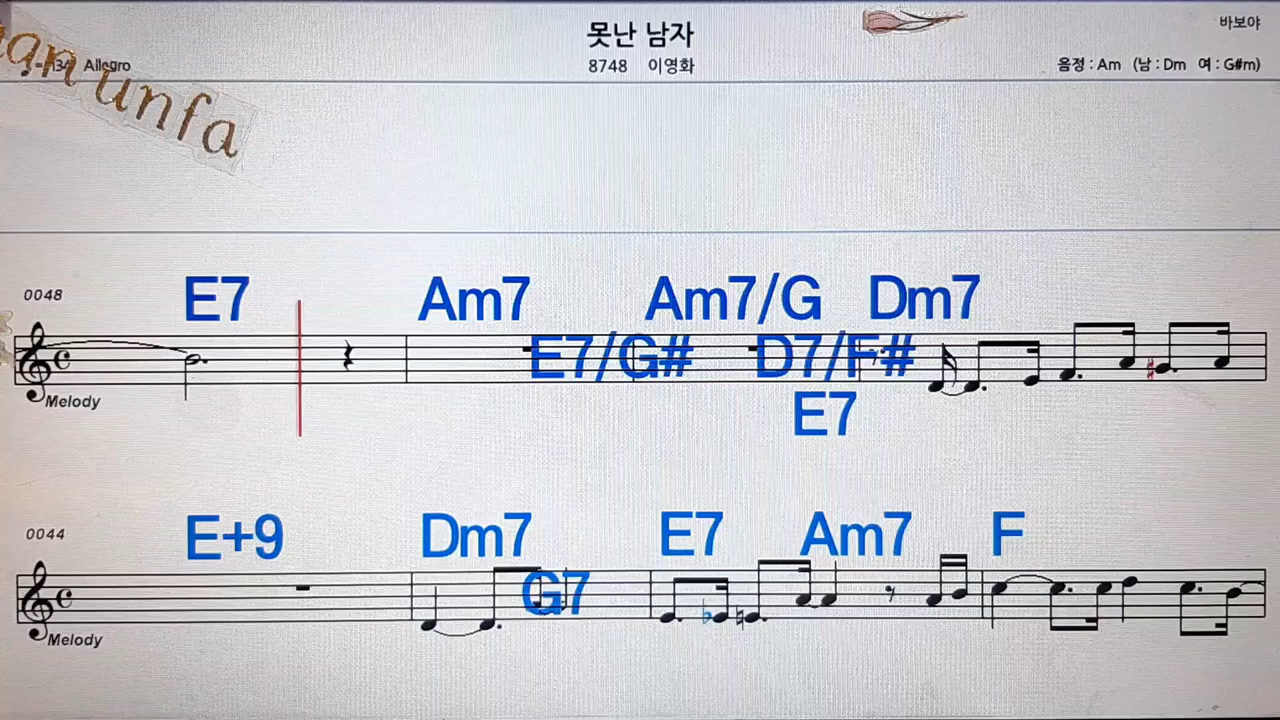 못난 남자
바보야
8748 이영화
Allegro
음정 : Am (남 : Dm 여 : G#m)
unfa
0048
E7 Am7 Am7/G Dm7
E7/G# D7/F#
Melody
E7
0044
E+9 Dm7 E7 Am7 F
G7
Melody